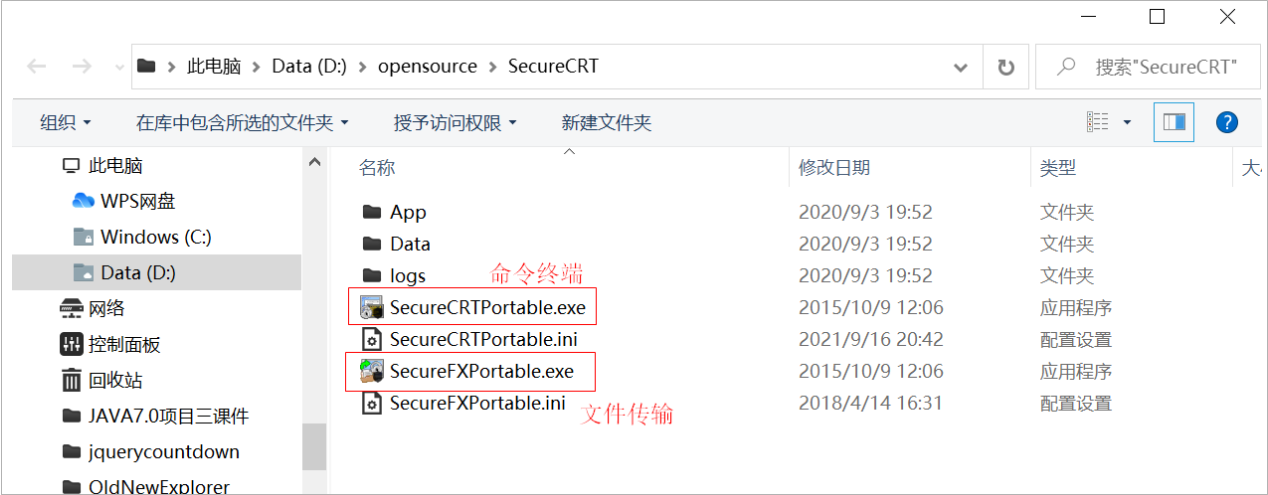 此电脑 > Data (D:) > opensource > SecureCRT
搜索"SecureCRT"
组织 在库中包含所选的文件夹 授予访问权限 新建文件夹
此电脑
WPS网盘
Windows (C:)
Data (D:)
网络
控制面板
回收站
JAVA7.0项目三课件
jquerycountdown
OldNewExplorer
名称 修改日期 类型 大
App 2020/9/3 19:52 文件夹
Data 2020/9/3 19:52 文件夹
logs 2020/9/3 19:52 文件夹
命令终端
SecureCRTPortable.exe 2015/10/9 12:06 应用程序
SecureCRTPortable.ini 2021/9/16 20:42 配置设置
SecureFXPortable.exe 2015/10/9 12:06 应用程序
SecureFXPortable.ini 2018/4/14 16:31 配置设置
文件传输